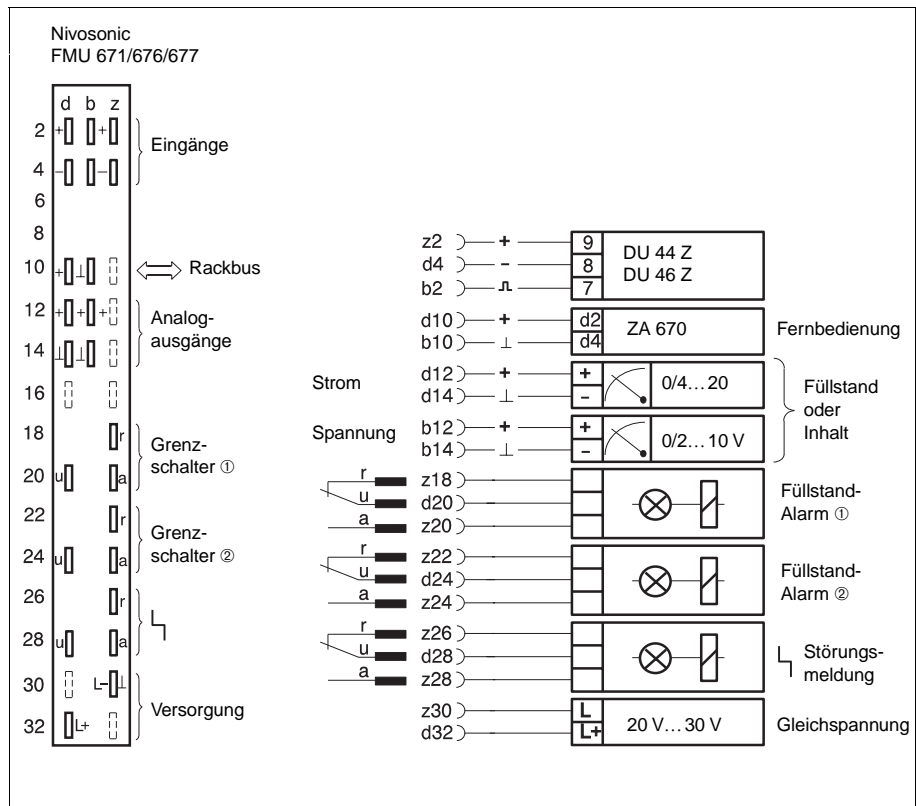 Nivosonic
FMU 671/676/677
d b z
2 + +
Eingänge
4 – –
6
8
10 + ⊥ Rackbus
12 + + +
Analog-
ausgänge
14 ⊥ ⊥
16
18 r
Grenz-
schalter ①
20 u a
22 r
Grenz-
schalter ②
24 u a
26 r
28 u a
30 L– ⊥
Versorgung
32 L+
z2 + 9
d4 – 8
b2 7
DU 44 Z
DU 46 Z
d10 + d2
b10 ⊥ d4
ZA 670
Fernbedienung
Strom
d12 + +
d14 ⊥ –
0/4…20
Spannung
b12 + +
b14 ⊥ –
0/2…10 V
Füllstand
oder
Inhalt
r z18
u d20
a z20
Füllstand-
Alarm ①
r z22
u d24
a z24
Füllstand-
Alarm ②
r z26
u d28
a z28
Störungs-
meldung
z30 L
d32 L+
20 V…30 V
Gleichspannung